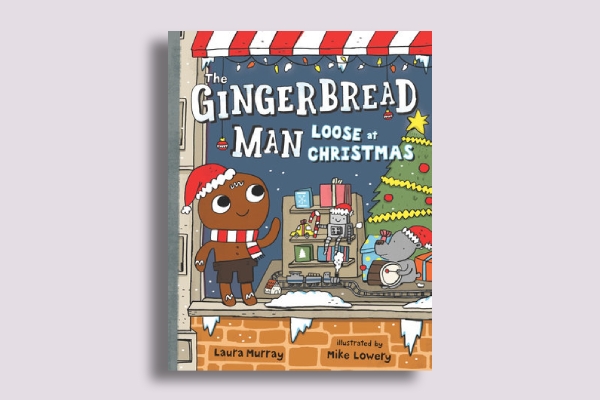 The
GINGERBREAD
MAN LOOSE at
CHRISTMAS
Laura Murray
illustrated by
Mike Lowery